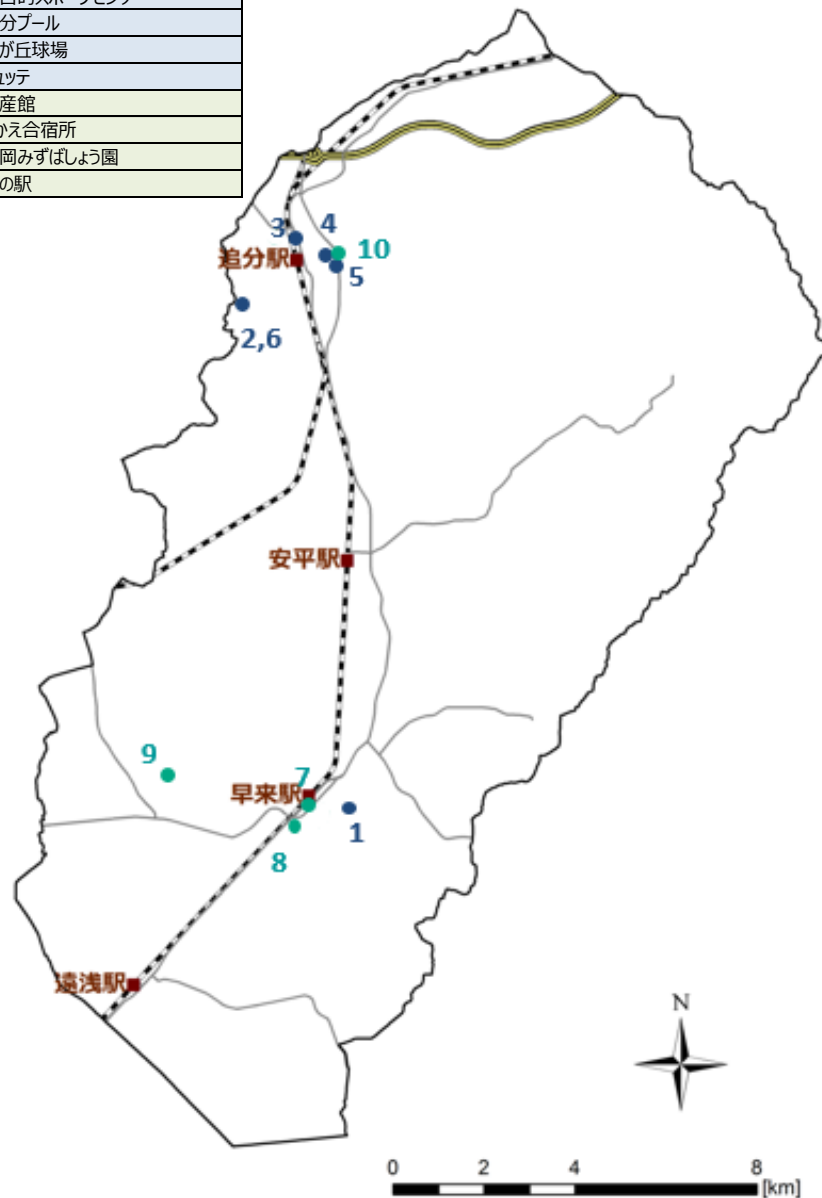 分プール
が丘球場
ュッテ
産館
かえ合宿所
岡みずばしょう園
の駅
3
4
10
追分駅
5
2,6
安平駅
9
7
早来駅
1
8
遠浅駅
N
0 2 4 8
[km]